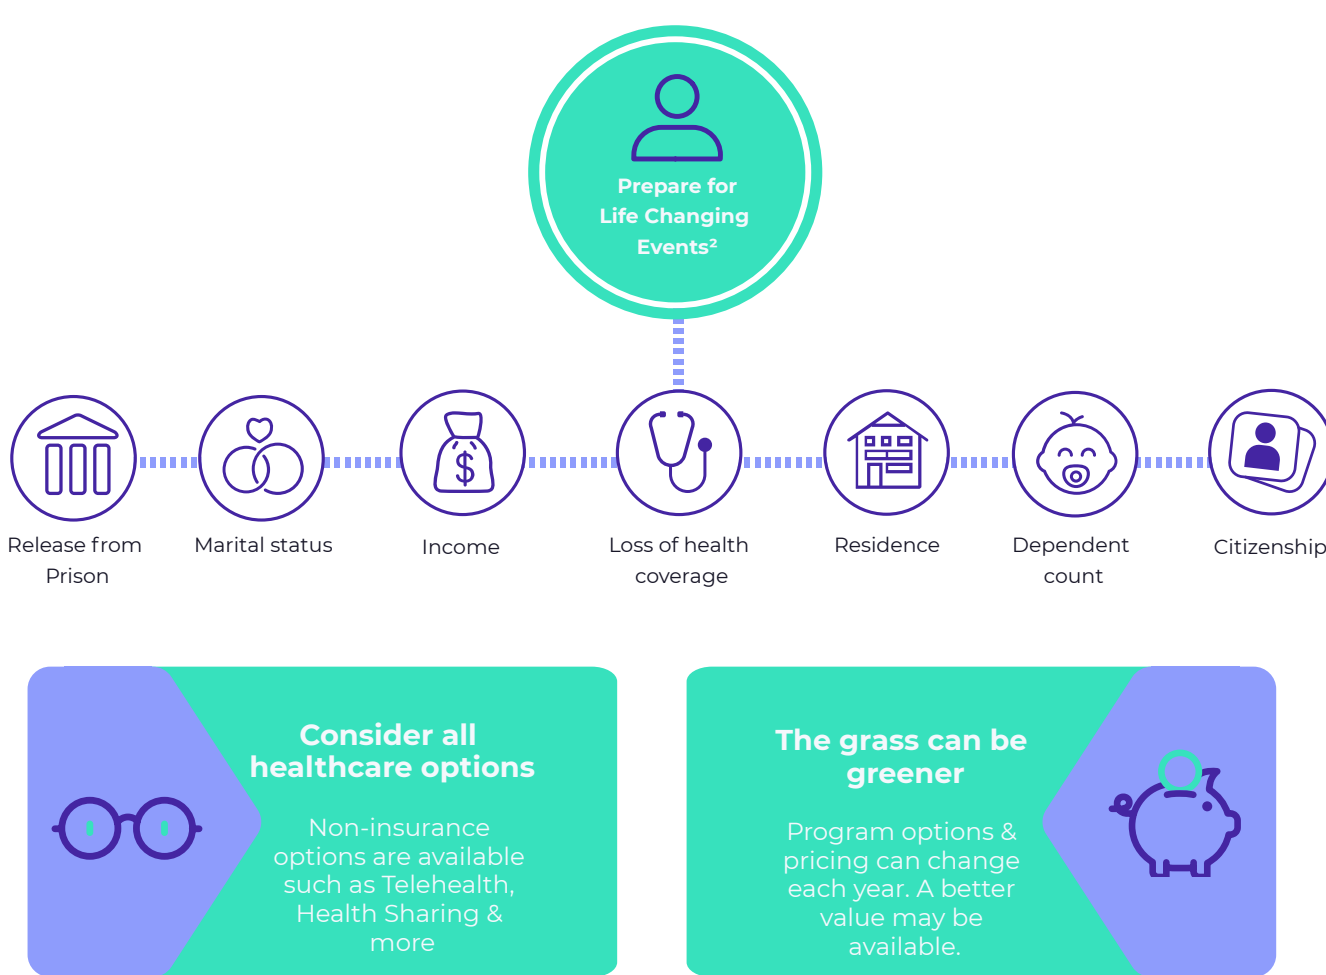 Prepare for
Life Changing
Events²
Release from
Prison
Marital status
Income
Loss of health
coverage
Residence
Dependent
count
Citizenship
Consider all
healthcare options
Non-insurance
options are available
such as Telehealth,
Health Sharing &
more
The grass can be
greener
Program options &
pricing can change
each year. A better
value may be
available.